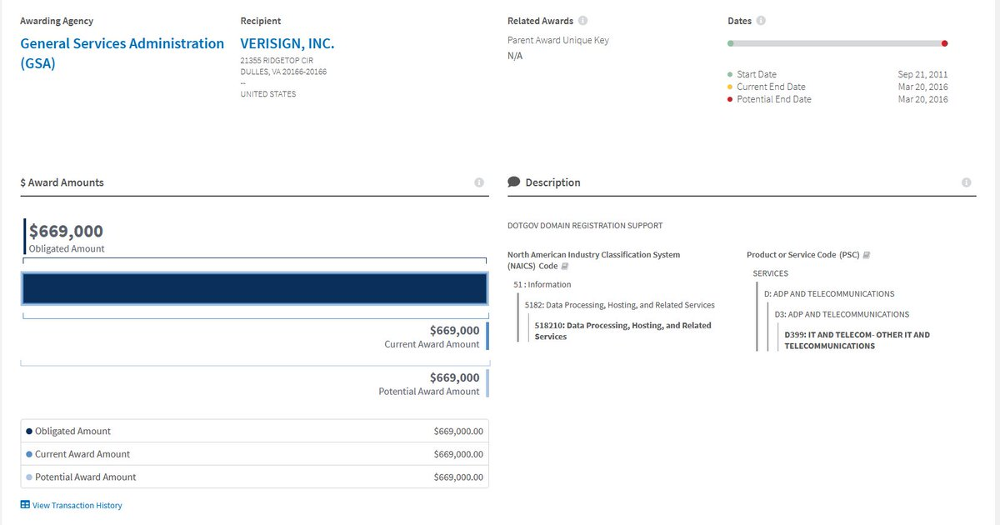 Awarding Agency
General Services Administration
(GSA)
Recipient
VERISIGN, INC.
21355 RIDGETOP CIR
DULLES, VA 20166-20166
--
UNITED STATES
Related Awards
Parent Award Unique Key
N/A
Dates
Start Date Sep 21, 2011
Current End Date Mar 20, 2016
Potential End Date Mar 20, 2016
$ Award Amounts
$669,000
Obligated Amount
$669,000
Current Award Amount
$669,000
Potential Award Amount
Obligated Amount $669,000.00
Current Award Amount $669,000.00
Potential Award Amount $669,000.00
View Transaction History
Description
DOTGOV DOMAIN REGISTRATION SUPPORT
North American Industry Classification System
(NAICS) Code
51 : Information
5182: Data Processing, Hosting, and Related Services
518210: Data Processing, Hosting, and Related
Services
Product or Service Code (PSC)
SERVICES
D: ADP AND TELECOMMUNICATIONS
D3: ADP AND TELECOMMUNICATIONS
D399: IT AND TELECOM- OTHER IT AND
TELECOMMUNICATIONS